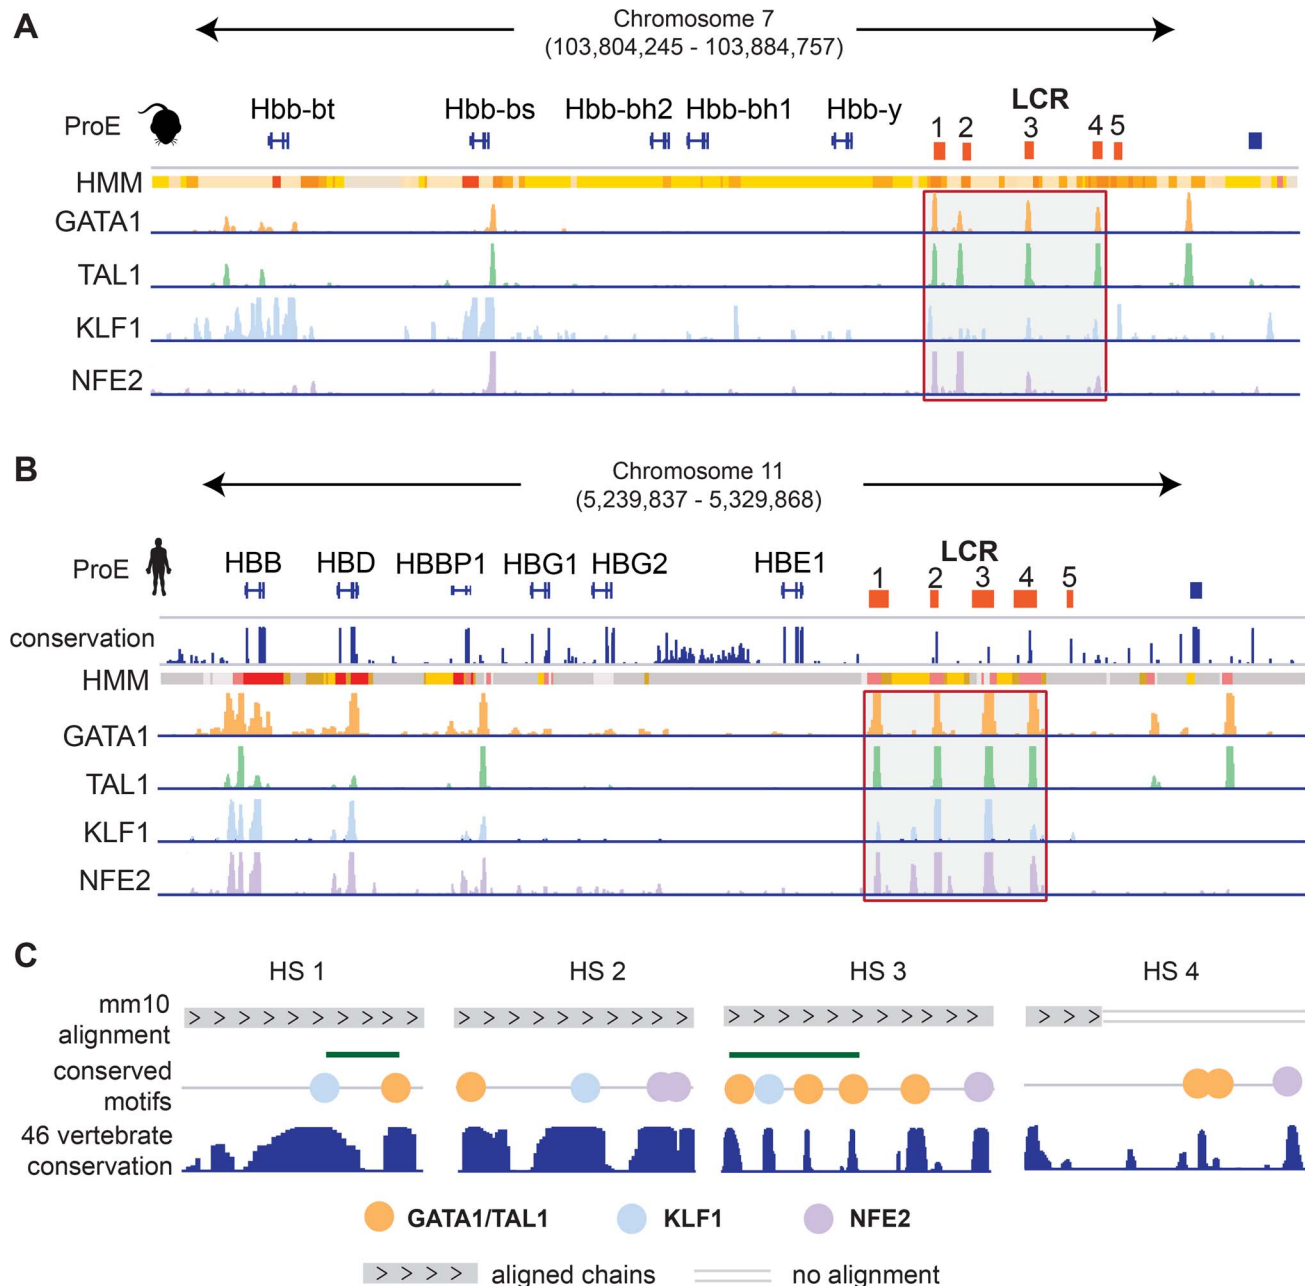 A
Chromosome 7
(103,804,245 - 103,884,757)
ProE
Hbb-bt Hbb-bs Hbb-bh2 Hbb-bh1 Hbb-y
LCR
1 2 3 4 5
HMM
GATA1
TAL1
KLF1
NFE2
B
Chromosome 11
(5,239,837 - 5,329,868)
ProE
HBB HBD HBBP1 HBG1 HBG2 HBE1
LCR
1 2 3 4 5
conservation
HMM
GATA1
TAL1
KLF1
NFE2
C
HS 1 HS 2 HS 3 HS 4
mm10
alignment
conserved
motifs
46 vertebrate
conservation
GATA1/TAL1 KLF1 NFE2
> > > > aligned chains no alignment